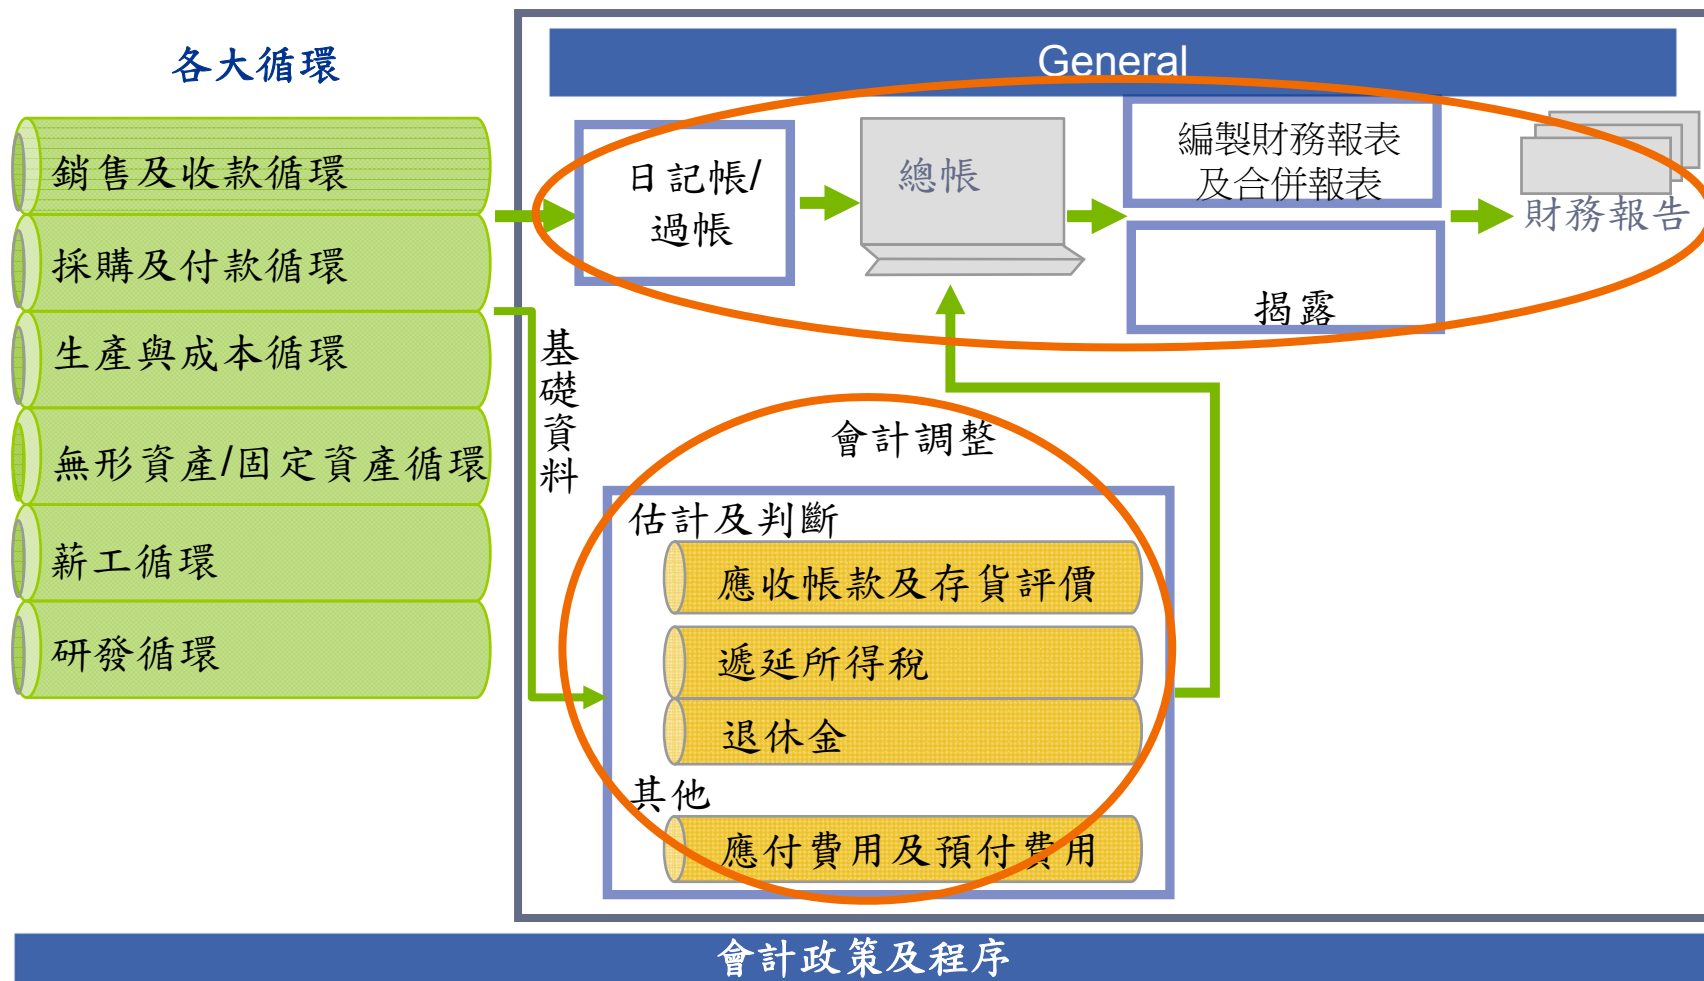 各大循環
銷售及收款循環
採購及付款循環
生產與成本循環
無形資產/固定資產循環
薪工循環
研發循環
General
日記帳/
過帳
總帳
編製財務報表
及合併報表
揭露
財務報告
基礎資料
會計調整
估計及判斷
應收帳款及存貨評價
遞延所得稅
退休金
其他
應付費用及預付費用
會計政策及程序